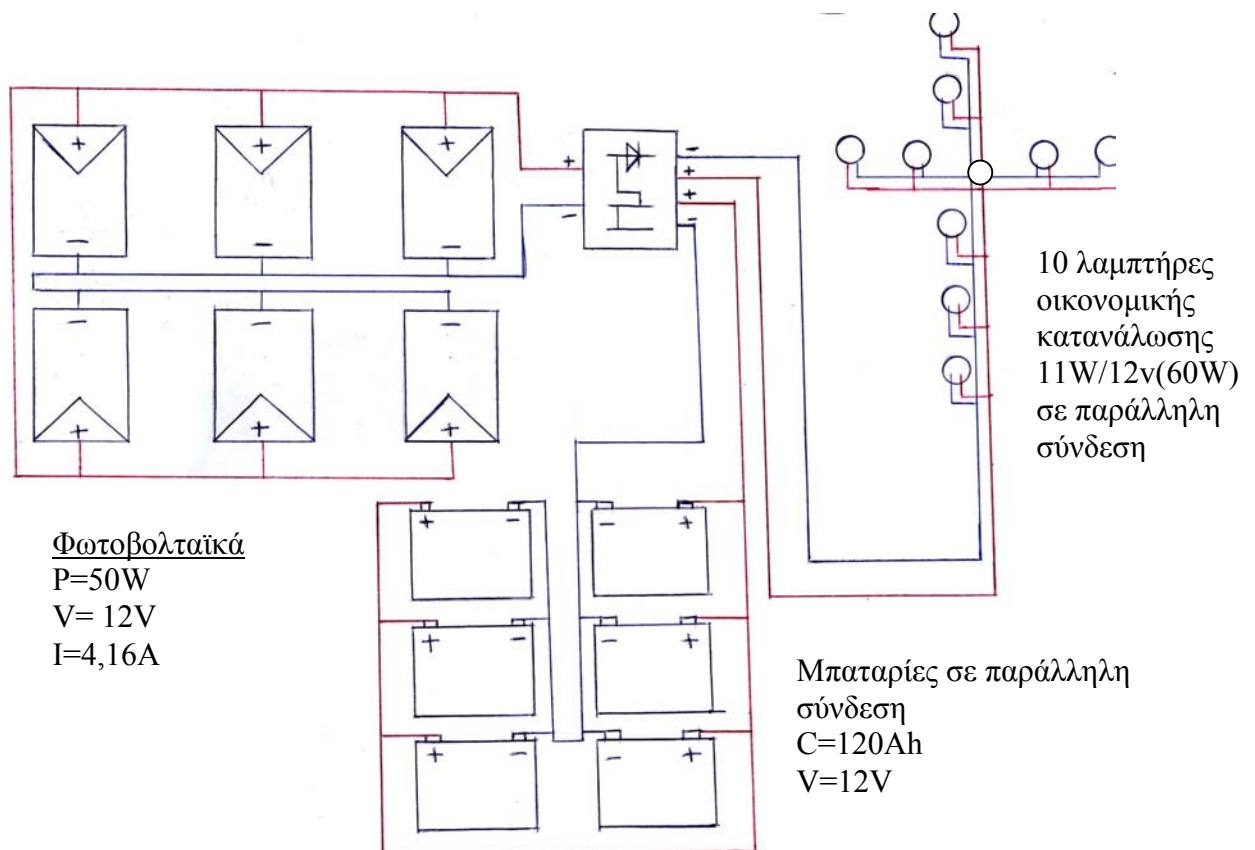 + + +
- - -
- - -
+ + +
+
-
-
+
+
-
10 λαμπτήρες
οικονομικής
κατανάλωσης
11W/12v(60W)
σε παράλληλη
σύνδεση
Φωτοβολταϊκά
P=50W
V= 12V
I=4,16A
+ - - +
+ - - +
+ - - +
Μπαταρίες σε παράλληλη
σύνδεση
C=120Ah
V=12V